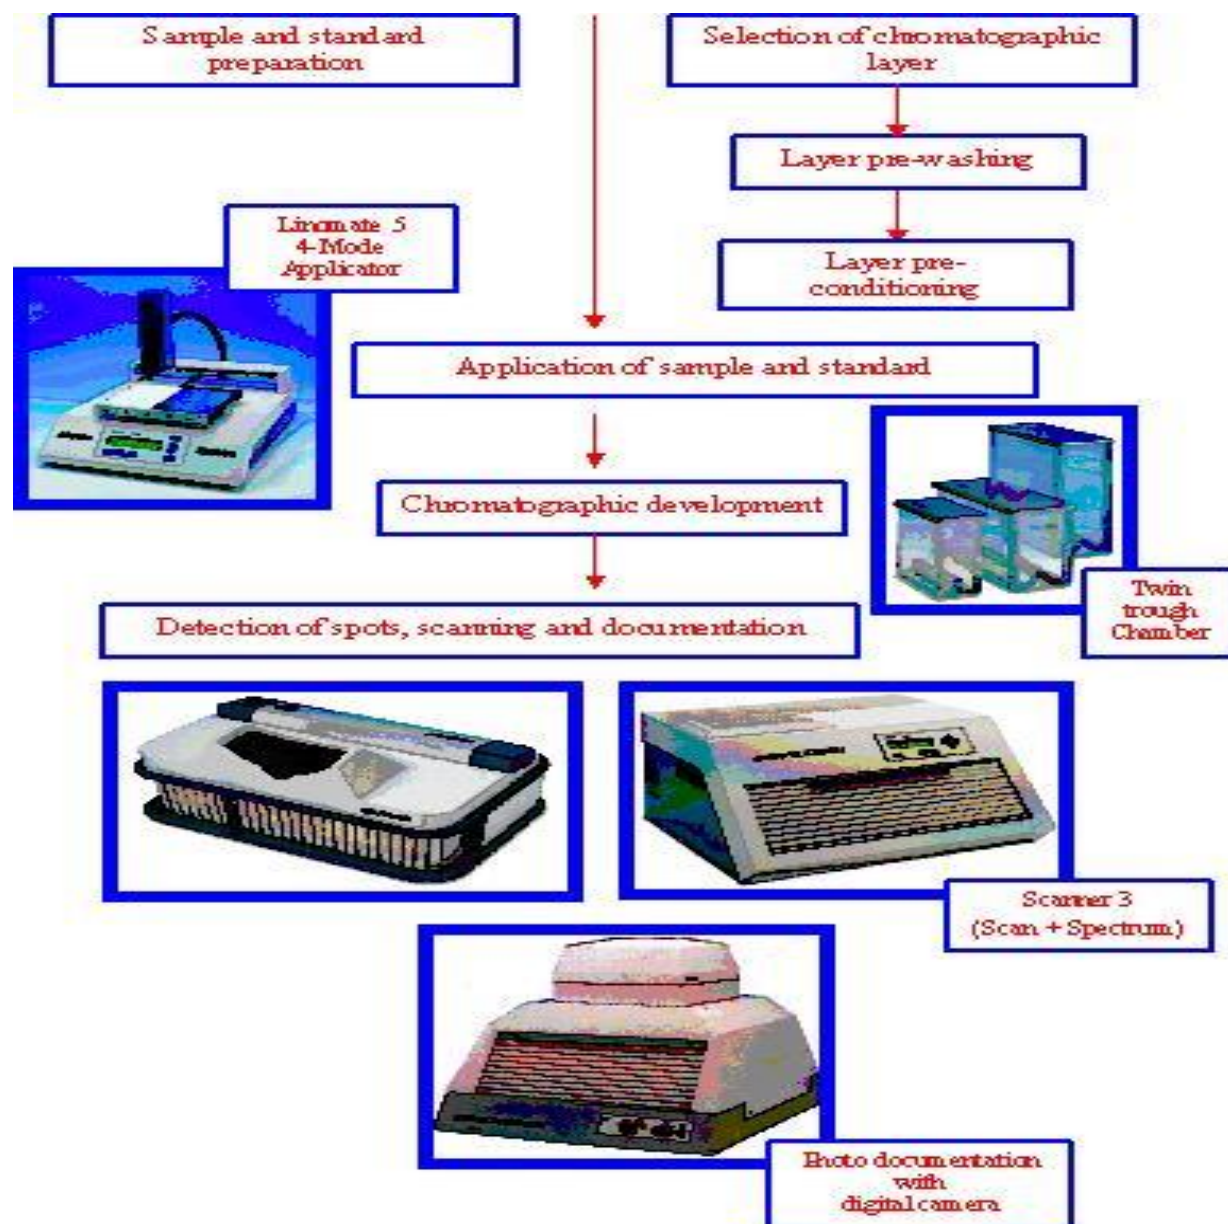 Sample and standard
preparation
Selection of chromatographic
layer
Layer pre-washing
Layer pre-
conditioning
Linomate 5
4-Mode
Applicator
Application of sample and standard
Chromatographic development
Twin
trough
Chamber
Detection of spots, scanning and documentation
Scanner 3
(Scan + Spectrum)
Photo documentation
with
digital camera